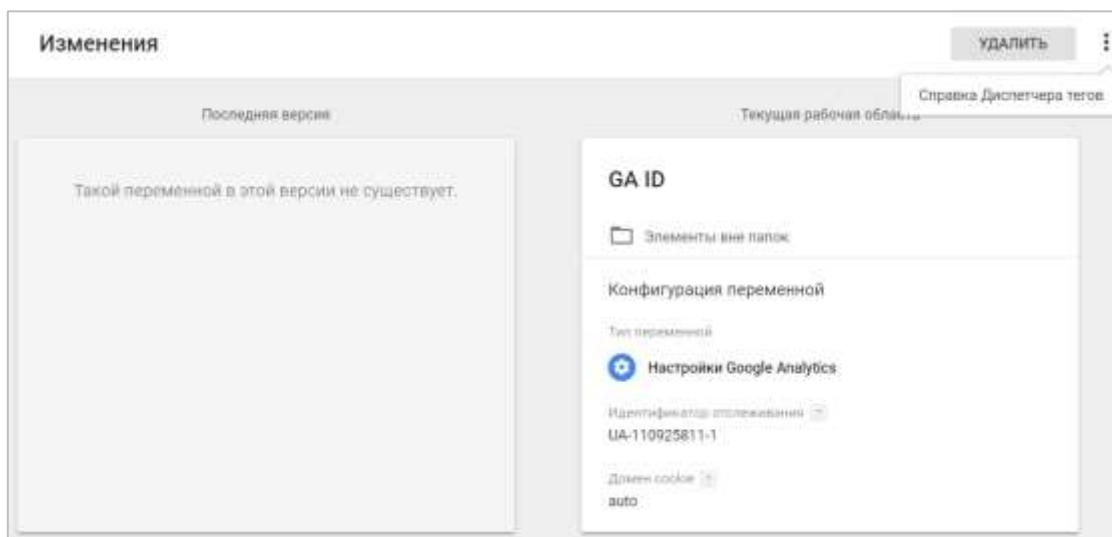 Изменения
УДАЛИТЬ
Справка Диспетчера тегов
Последняя версия
Текущая рабочая область
Такой переменной в этой версии не существует.
GA ID
Элементы вне папок
Конфигурация переменной
Тип переменной
Настройки Google Analytics
Идентификатор отслеживания ?
UA-110925811-1
Домен cookie ?
auto